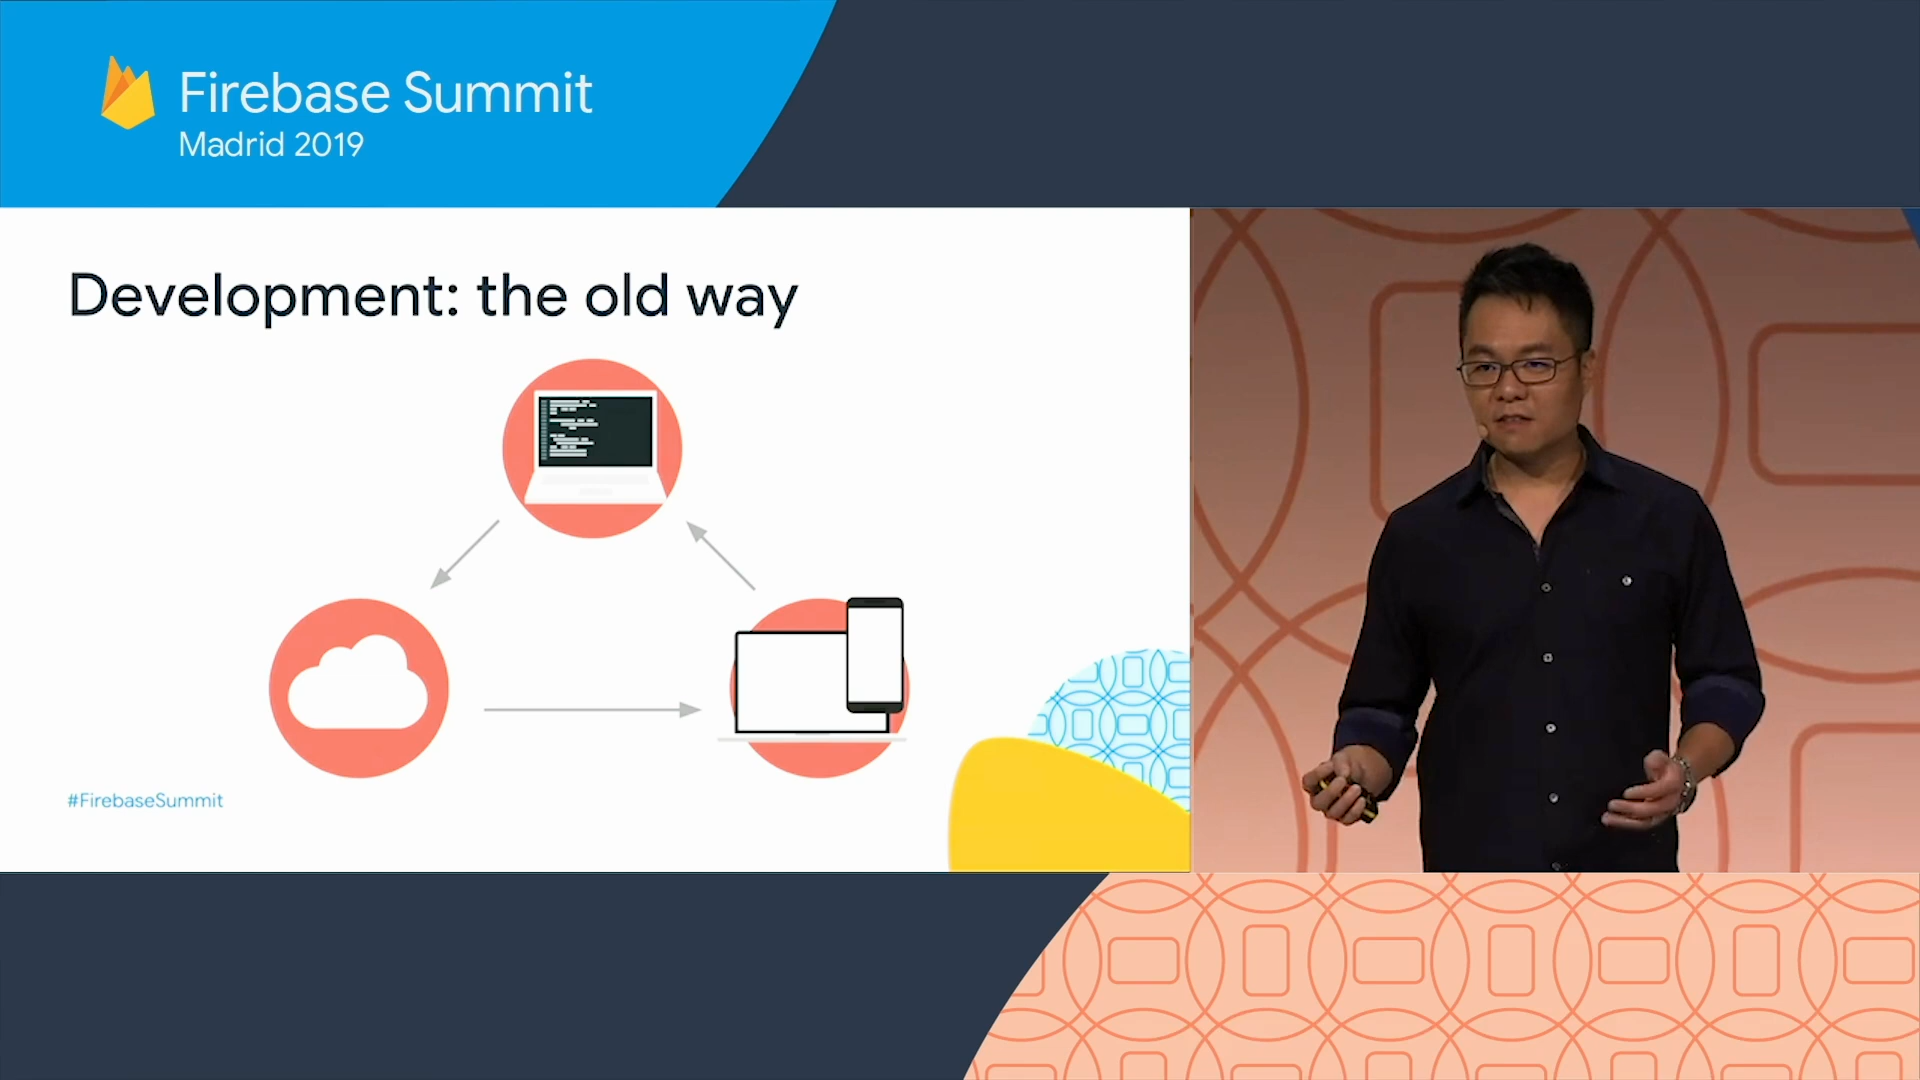 Firebase Summit
Madrid 2019
Development: the old way
#FirebaseSummit